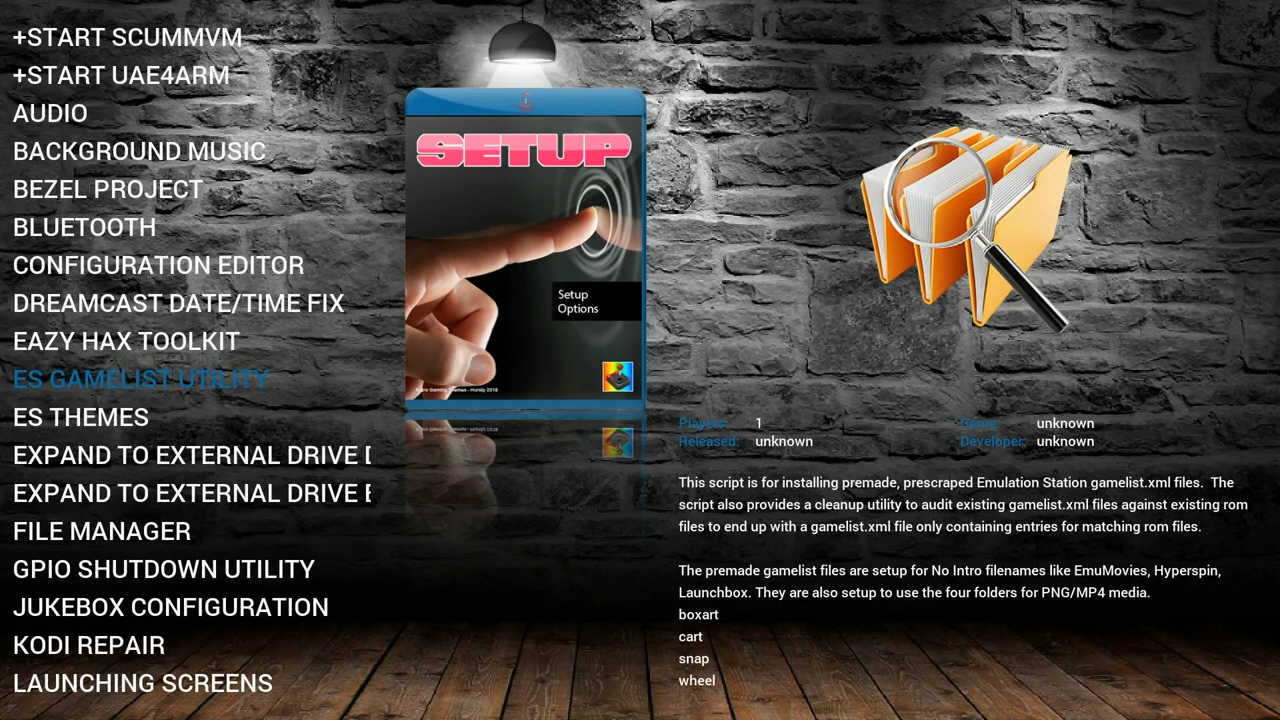 +START SCUMMVM
+START UAE4ARM
AUDIO
BACKGROUND MUSIC
BEZEL PROJECT
BLUETOOTH
CONFIGURATION EDITOR
DREAMCAST DATE/TIME FIX
EAZY HAX TOOLKIT
ES GAMELIST UTILITY
ES THEMES
EXPAND TO EXTERNAL DRIVE
EXPAND TO EXTERNAL DRIVE
FILE MANAGER
GPIO SHUTDOWN UTILITY
JUKEBOX CONFIGURATION
KODI REPAIR
LAUNCHING SCREENS
SETUP
Setup
Options
Retro Gaming Themes - Hursty 2018
Players: 1 Genre: unknown
Released: unknown Developer: unknown
This script is for installing premade, prescraped Emulation Station gamelist.xml files. The
script also provides a cleanup utility to audit existing gamelist.xml files against existing rom
files to end up with a gamelist.xml file only containing entries for matching rom files.
The premade gamelist files are setup for No Intro filenames like EmuMovies, Hyperspin,
Launchbox. They are also setup to use the four folders for PNG/MP4 media.
boxart
cart
snap
wheel